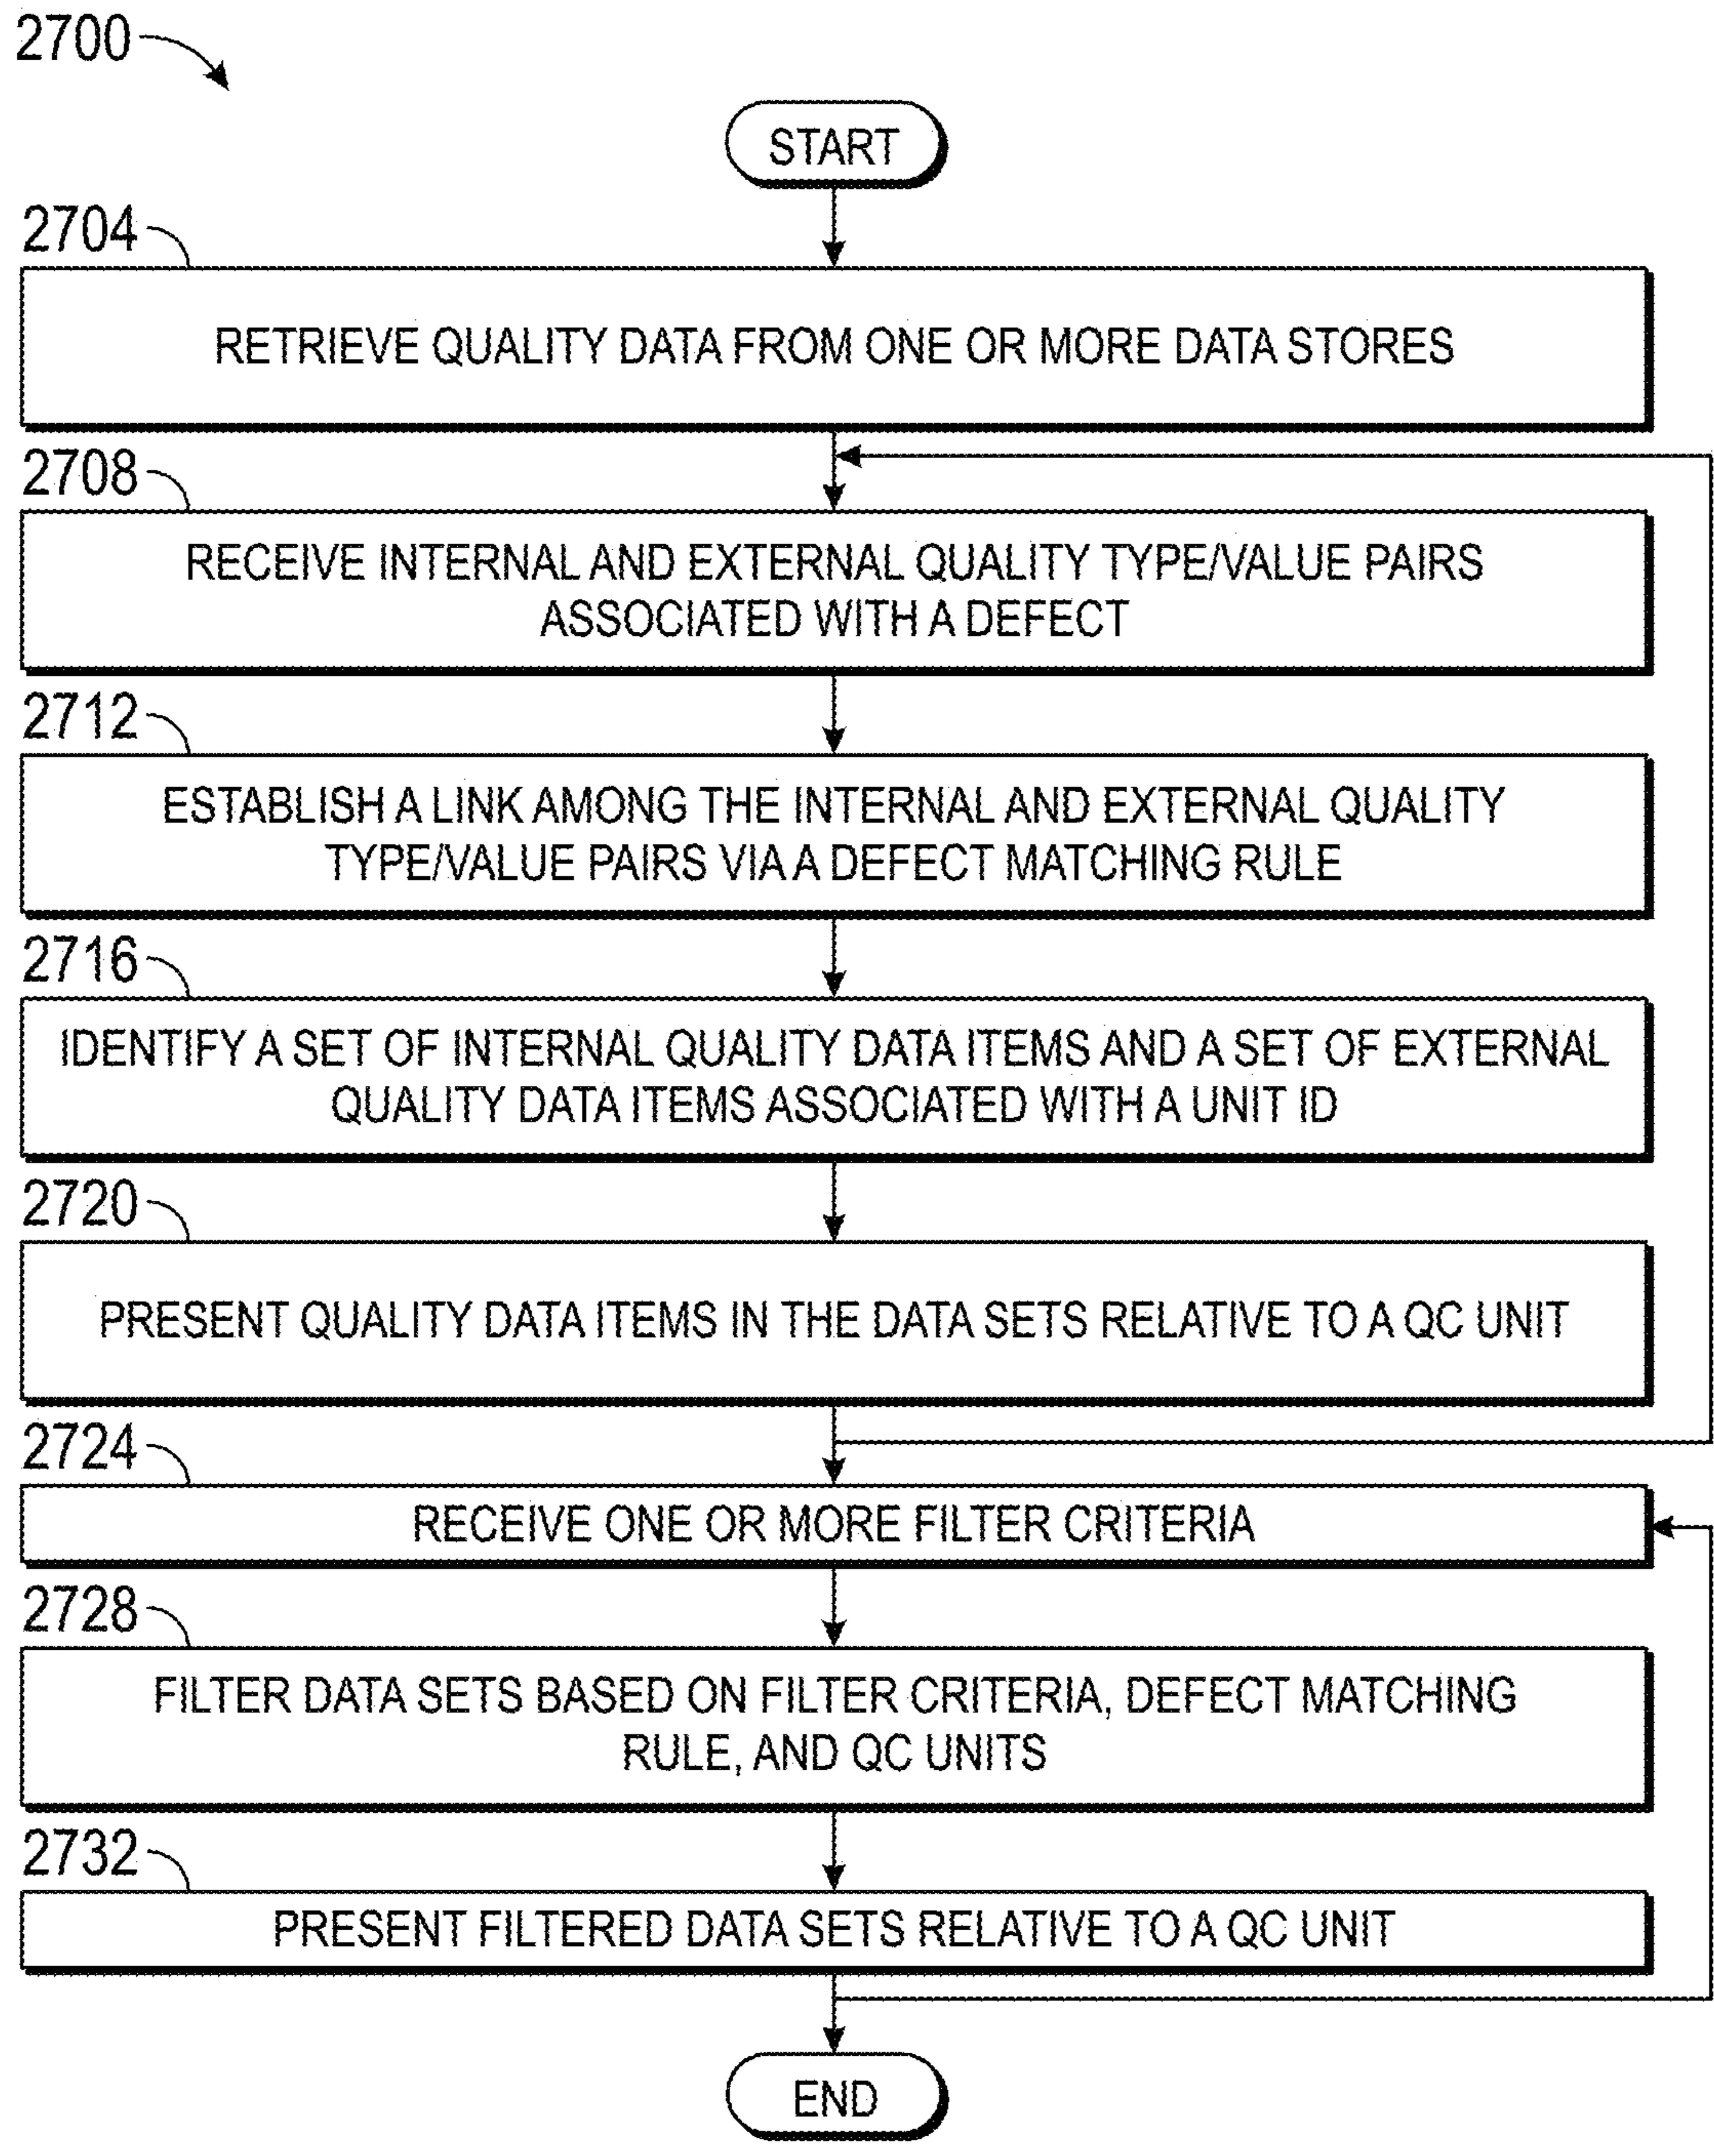 2700
START
2704
RETRIEVE QUALITY DATA FROM ONE OR MORE DATA STORES
2708
RECEIVE INTERNAL AND EXTERNAL QUALITY TYPE/VALUE PAIRS
ASSOCIATED WITH A DEFECT
2712
ESTABLISH A LINK AMONG THE INTERNAL AND EXTERNAL QUALITY
TYPE/VALUE PAIRS VIA A DEFECT MATCHING RULE
2716
IDENTIFY A SET OF INTERNAL QUALITY DATA ITEMS AND A SET OF EXTERNAL
QUALITY DATA ITEMS ASSOCIATED WITH A UNIT ID
2720
PRESENT QUALITY DATA ITEMS IN THE DATA SETS RELATIVE TO A QC UNIT
2724
RECEIVE ONE OR MORE FILTER CRITERIA
2728
FILTER DATA SETS BASED ON FILTER CRITERIA, DEFECT MATCHING
RULE, AND QC UNITS
2732
PRESENT FILTERED DATA SETS RELATIVE TO A QC UNIT
END